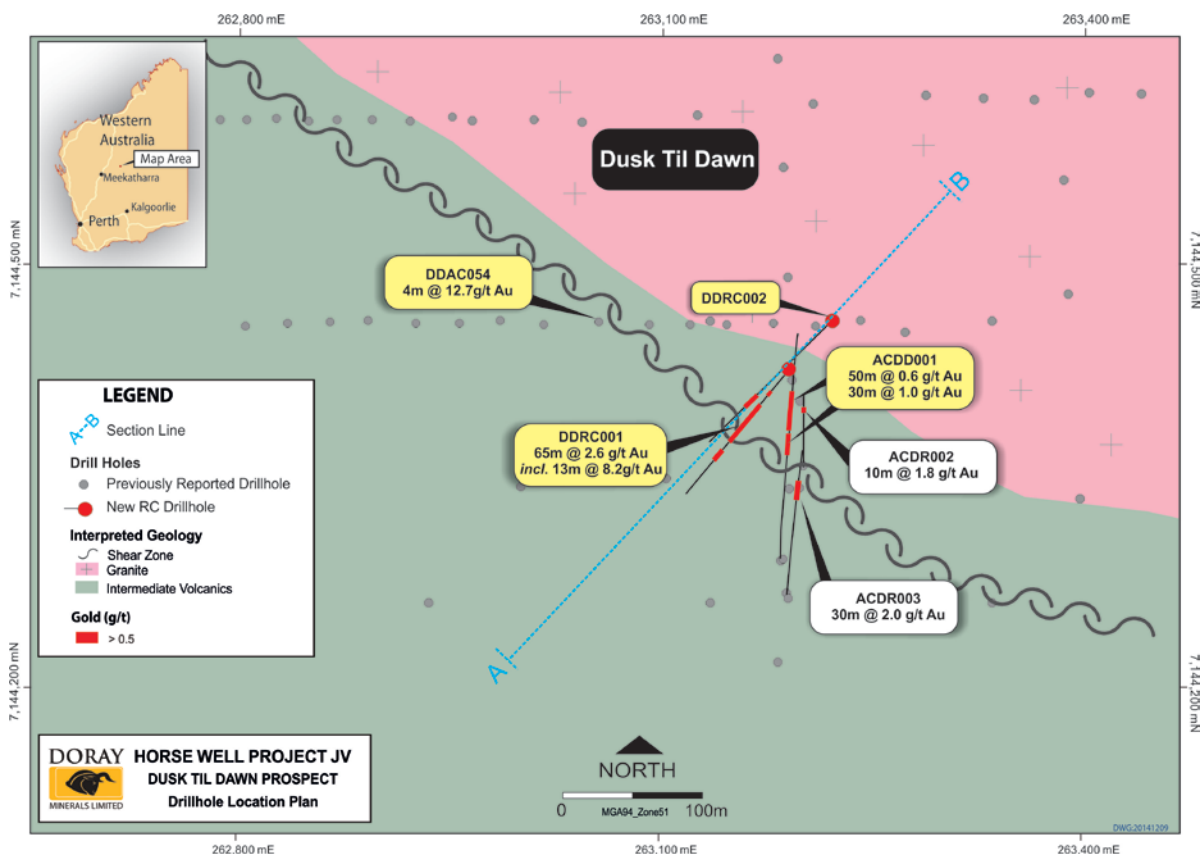 262,800 mE
263,100 mE
263,400 mE
Western
Australia
Map Area
Meekatharra
Kalgoorlie
Perth
Dusk Til Dawn
B
7,144,500 mN
7,144,500 mN
DDAC054
4m @ 12.7g/t Au
DDRC002
ACDD001
50m @ 0.6 g/t Au
30m @ 1.0 g/t Au
DDRC001
65m @ 2.6 g/t Au
incl. 13m @ 8.2g/t Au
ACDR002
10m @ 1.8 g/t Au
ACDR003
30m @ 2.0 g/t Au
LEGEND
A B Section Line
Drill Holes
Previously Reported Drillhole
New RC Drillhole
Interpreted Geology
Shear Zone
Granite
Intermediate Volcanics
Gold (g/t)
> 0.5
A
7,144,200 mN
7,144,200 mN
DORAY
MINERALS LIMITED
HORSE WELL PROJECT JV
DUSK TIL DAWN PROSPECT
Drillhole Location Plan
NORTH
0 MGA94_Zone51 100m
DWG:20141209
262.800 mE
263.100 mE
263.400 mE